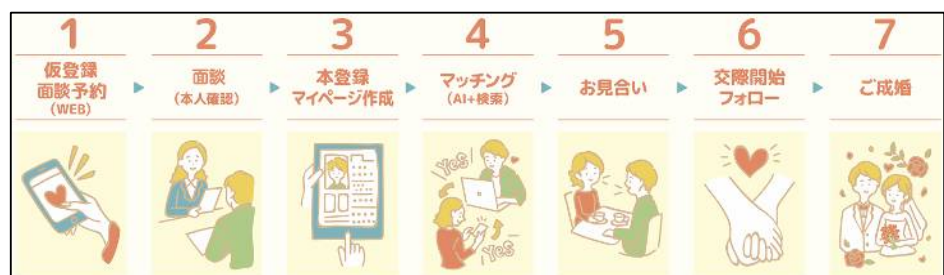 1
仮登録
面談予約
(WEB)
2
面談
(本人確認)
3
本登録
マイページ作成
4
マッチング
(AI+検索)
5
お見合い
6
交際開始
フォロー
7
ご成婚
Yes
Yes